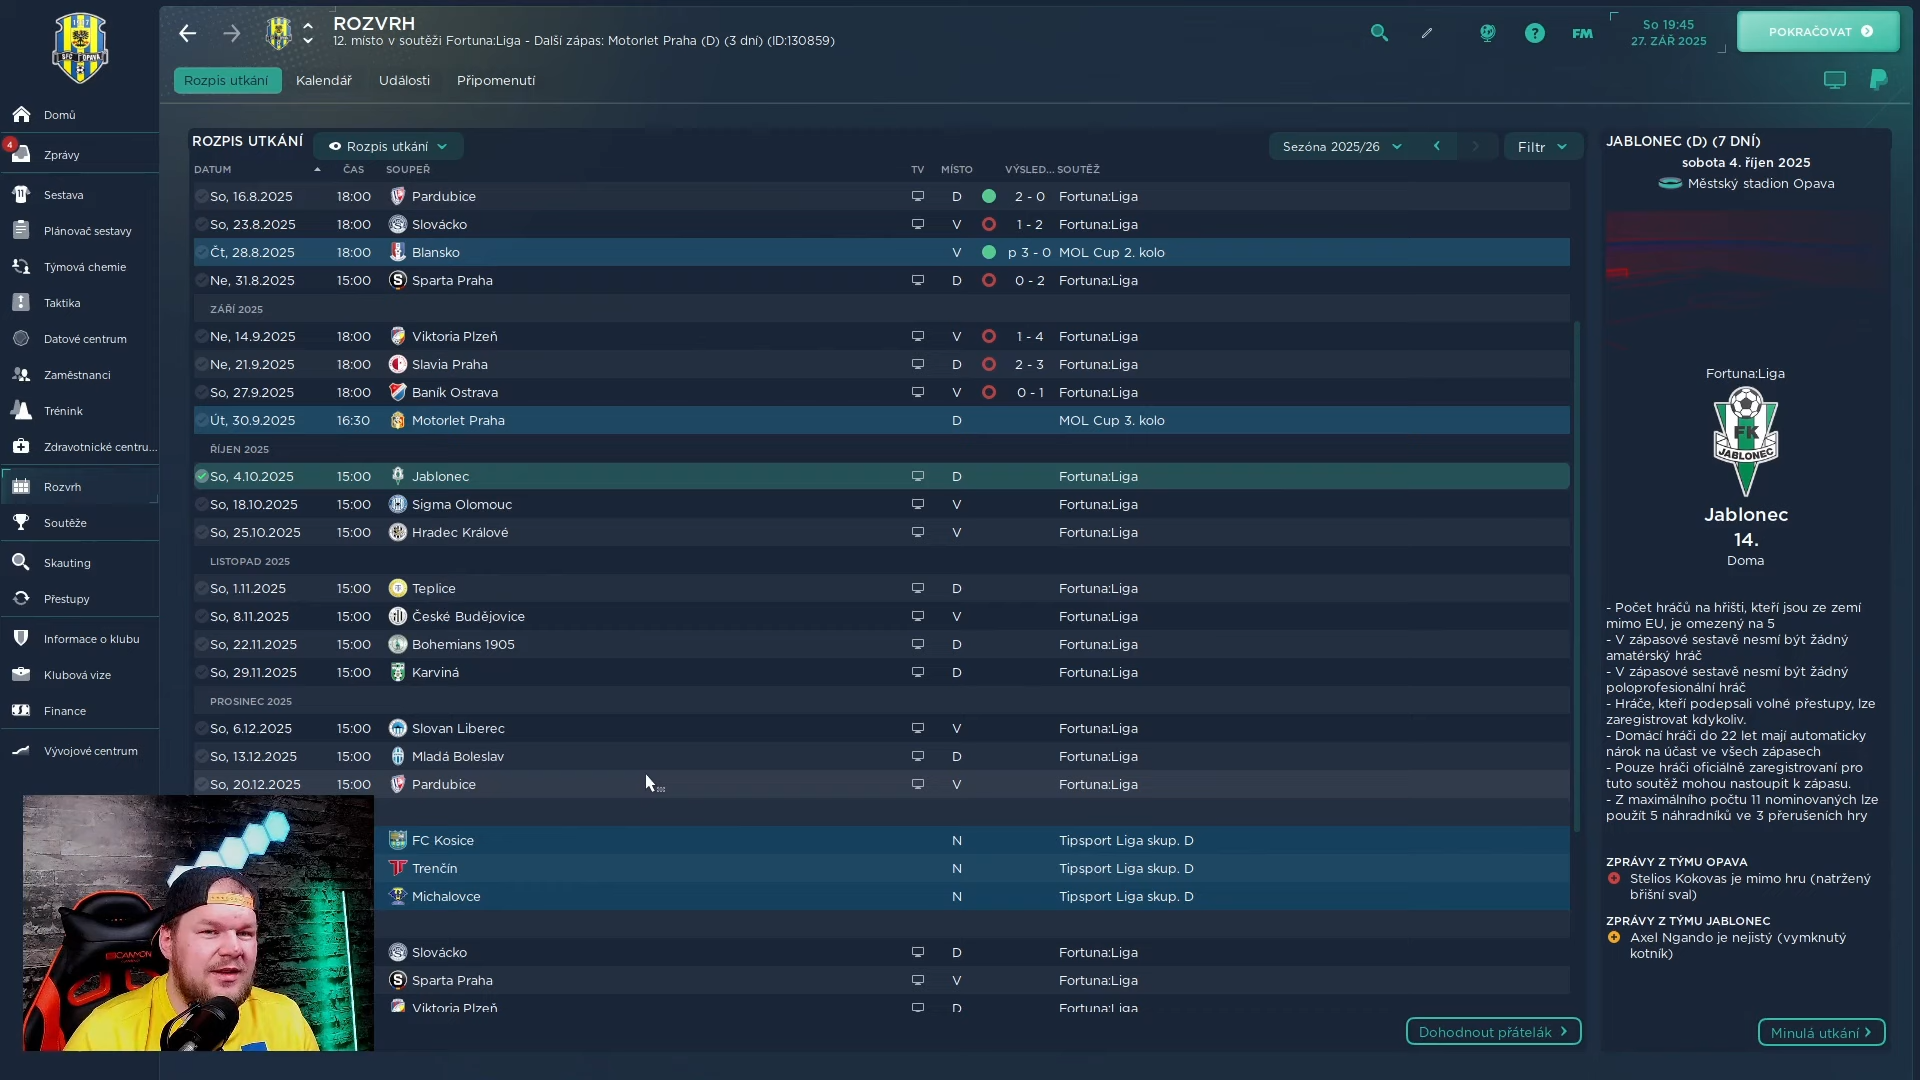 ROZVRH
12. místo v soutěži Fortuna:Liga - Další zápas: Motorlet Praha (D) (3 dní) (ID:130859)
FM
So 19:45
27. ZÁŘ 2025
POKRAČOVAT
Rozpis utkání
Kalendář
Události
Připomenutí
Domů
4
Zprávy
Sestava
Plánovač sestavy
Týmová chemie
Taktika
Datové centrum
Zaměstnanci
Trénink
Zdravotnické centru...
Rozvrh
Soutěže
Skauting
Přestupy
Informace o klubu
Klubová vize
Finance
Vývojové centrum
ROZPIS UTKÁNÍ
Rozpis utkání
Sezóna 2025/26
Filtr
DATUM ČAS SOUPEŘ TV MÍSTO VÝSLED... SOUTĚŽ
So, 16.8.2025 18:00 Pardubice D 2 - 0 Fortuna:Liga
So, 23.8.2025 18:00 Slovácko V 1 - 2 Fortuna:Liga
Čt, 28.8.2025 18:00 Blansko V p 3 - 0 MOL Cup 2. kolo
Ne, 31.8.2025 15:00 Sparta Praha D 0 - 2 Fortuna:Liga
ZÁŘÍ 2025
Ne, 14.9.2025 18:00 Viktoria Plzeň V 1 - 4 Fortuna:Liga
Ne, 21.9.2025 18:00 Slavia Praha D 2 - 3 Fortuna:Liga
So, 27.9.2025 18:00 Baník Ostrava V 0 - 1 Fortuna:Liga
Út, 30.9.2025 16:30 Motorlet Praha D MOL Cup 3. kolo
ŘÍJEN 2025
So, 4.10.2025 15:00 Jablonec D Fortuna:Liga
So, 18.10.2025 15:00 Sigma Olomouc V Fortuna:Liga
So, 25.10.2025 15:00 Hradec Králové V Fortuna:Liga
LISTOPAD 2025
So, 1.11.2025 15:00 Teplice D Fortuna:Liga
So, 8.11.2025 15:00 České Budějovice V Fortuna:Liga
So, 22.11.2025 15:00 Bohemians 1905 D Fortuna:Liga
So, 29.11.2025 15:00 Karviná D Fortuna:Liga
PROSINEC 2025
So, 6.12.2025 15:00 Slovan Liberec V Fortuna:Liga
So, 13.12.2025 15:00 Mladá Boleslav D Fortuna:Liga
So, 20.12.2025 15:00 Pardubice V Fortuna:Liga
FC Kosice N Tipsport Liga skup. D
Trenčín N Tipsport Liga skup. D
Michalovce N Tipsport Liga skup. D
Slovácko D Fortuna:Liga
Sparta Praha V Fortuna:Liga
Viktoria Plzeň D Fortuna:Liga
Dohodnout přátelák
JABLONEC (D) (7 DNÍ)
sobota 4. říjen 2025
Městský stadion Opava
Fortuna:Liga
FK
JABLONEC
Jablonec
14.
Doma
- Počet hráčů na hřišti, kteří jsou ze zemí
mimo EU, je omezený na 5
- V zápasové sestavě nesmí být žádný
amatérský hráč
- V zápasové sestavě nesmí být žádný
poloprofesionální hráč
- Hráče, kteří podepsali volné přestupy, lze
zaregistrovat kdykoliv.
- Domácí hráči do 22 let mají automaticky
nárok na účast ve všech zápasech
- Pouze hráči oficiálně zaregistrovaní pro
tuto soutěž mohou nastoupit k zápasu.
- Z maximálního počtu 11 nominovaných lze
použít 5 náhradníků ve 3 přerušeních hry
ZPRÁVY Z TÝMU OPAVA
Stelios Kokovas je mimo hru (natržený
břišní sval)
ZPRÁVY Z TÝMU JABLONEC
Axel Ngando je nejistý (vymknutý
kotník)
Minulá utkání
CANYON